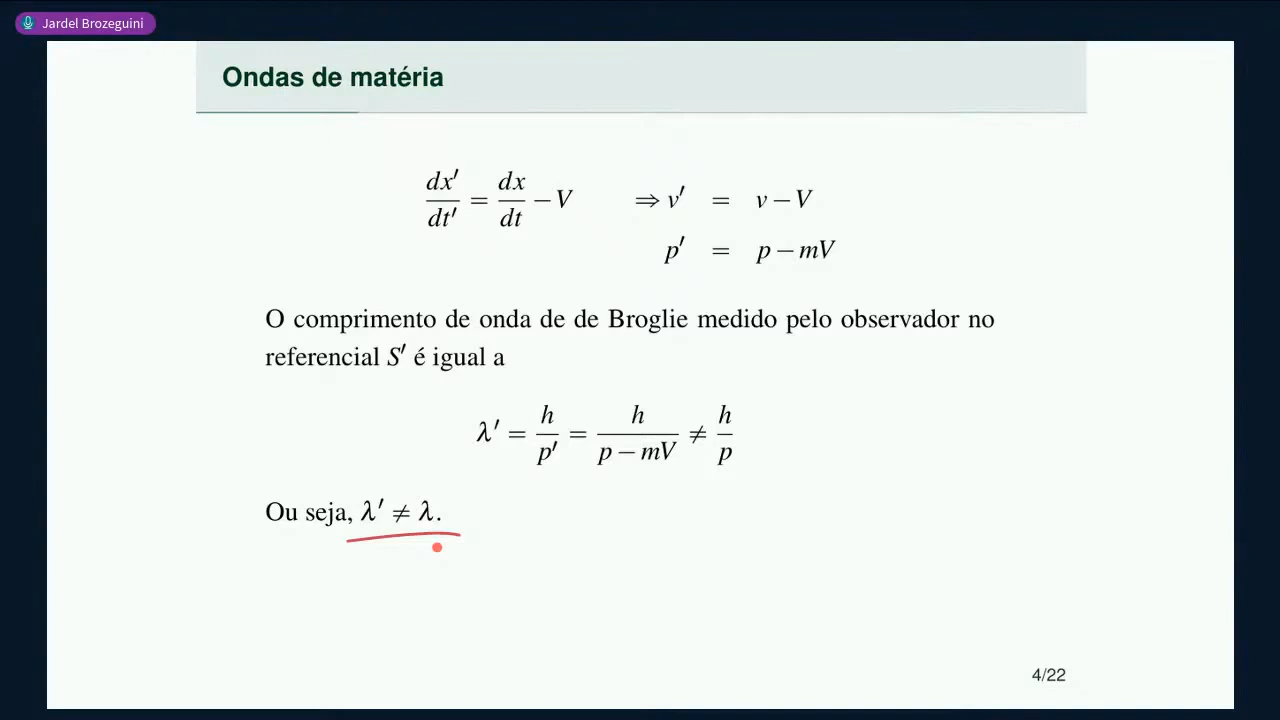 Jardel Brozeguini
Ondas de matéria
dx′/dt′ = dx/dt − V ⇒ v′ = v − V
p′ = p − mV
O comprimento de onda de de Broglie medido pelo observador no
referencial S′ é igual a
λ′ = h/p′ = h/(p − mV) ≠ h/p
Ou seja, λ′ ≠ λ.
4/22